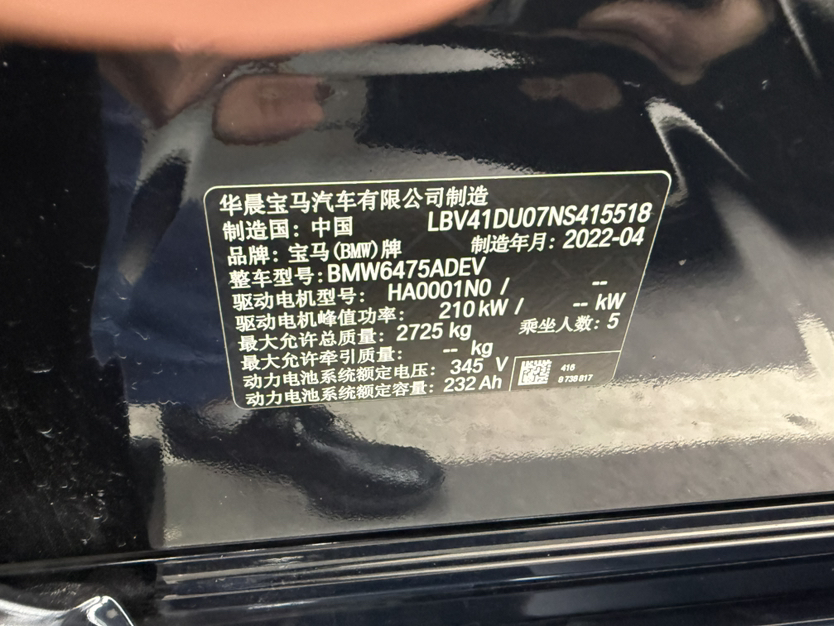 华晨宝马汽车有限公司制造
制造国：中国 LBV41DU07NS415518
品牌：宝马(BMW)牌 制造年月：2022-04
整车型号：BMW6475ADEV
驱动电机型号： HA0001N0 / --
驱动电机峰值功率： 210 kW / -- kW
最大允许总质量：2725 kg 乘坐人数：5
最大允许牵引质量： -- kg
动力电池系统额定电压：345 V
动力电池系统额定容量：232 Ah
416
8 738 817